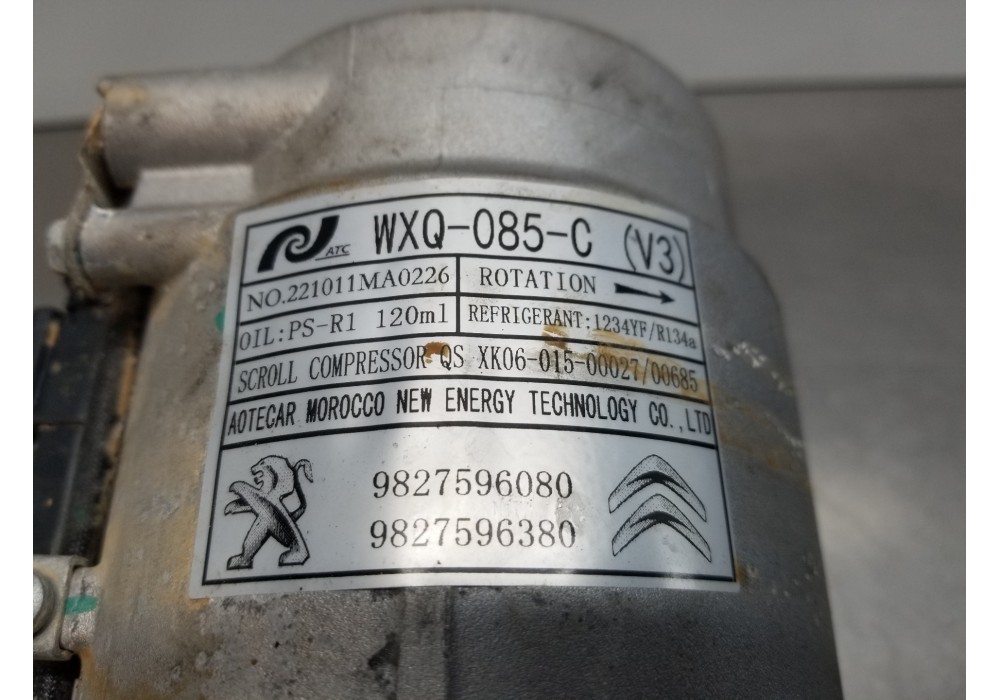 ATC WXQ-085-C (V3)
NO.221011MA0226 ROTATION
OIL:PS-R1 120ml REFRIGERANT:1234YF/R134a
SCROLL COMPRESSOR QS XK06-015-00027/00685
AOTECAR MOROCCO NEW ENERGY TECHNOLOGY CO.,LTD
9827596080
9827596380